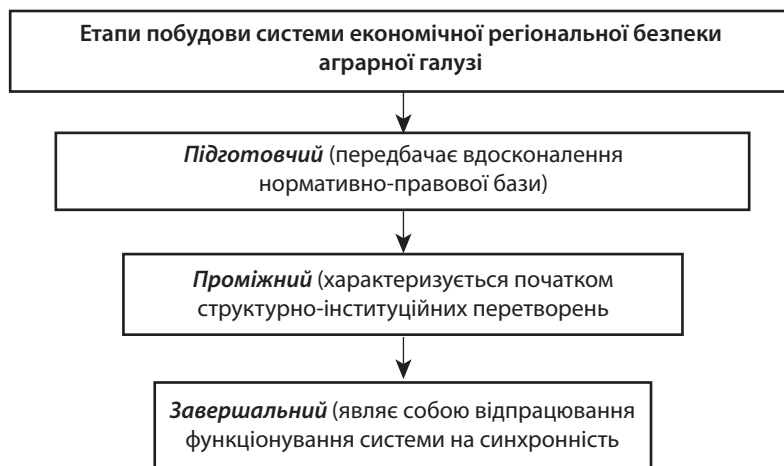 Етапи побудови системи економічної регіональної безпеки
аграрної галузі
Підготовчий (передбачає вдосконалення
нормативно-правової бази)
Проміжний (характеризується початком
структурно-інституційних перетворень
Завершальний (являє собою відпрацювання
функціонування системи на синхронність